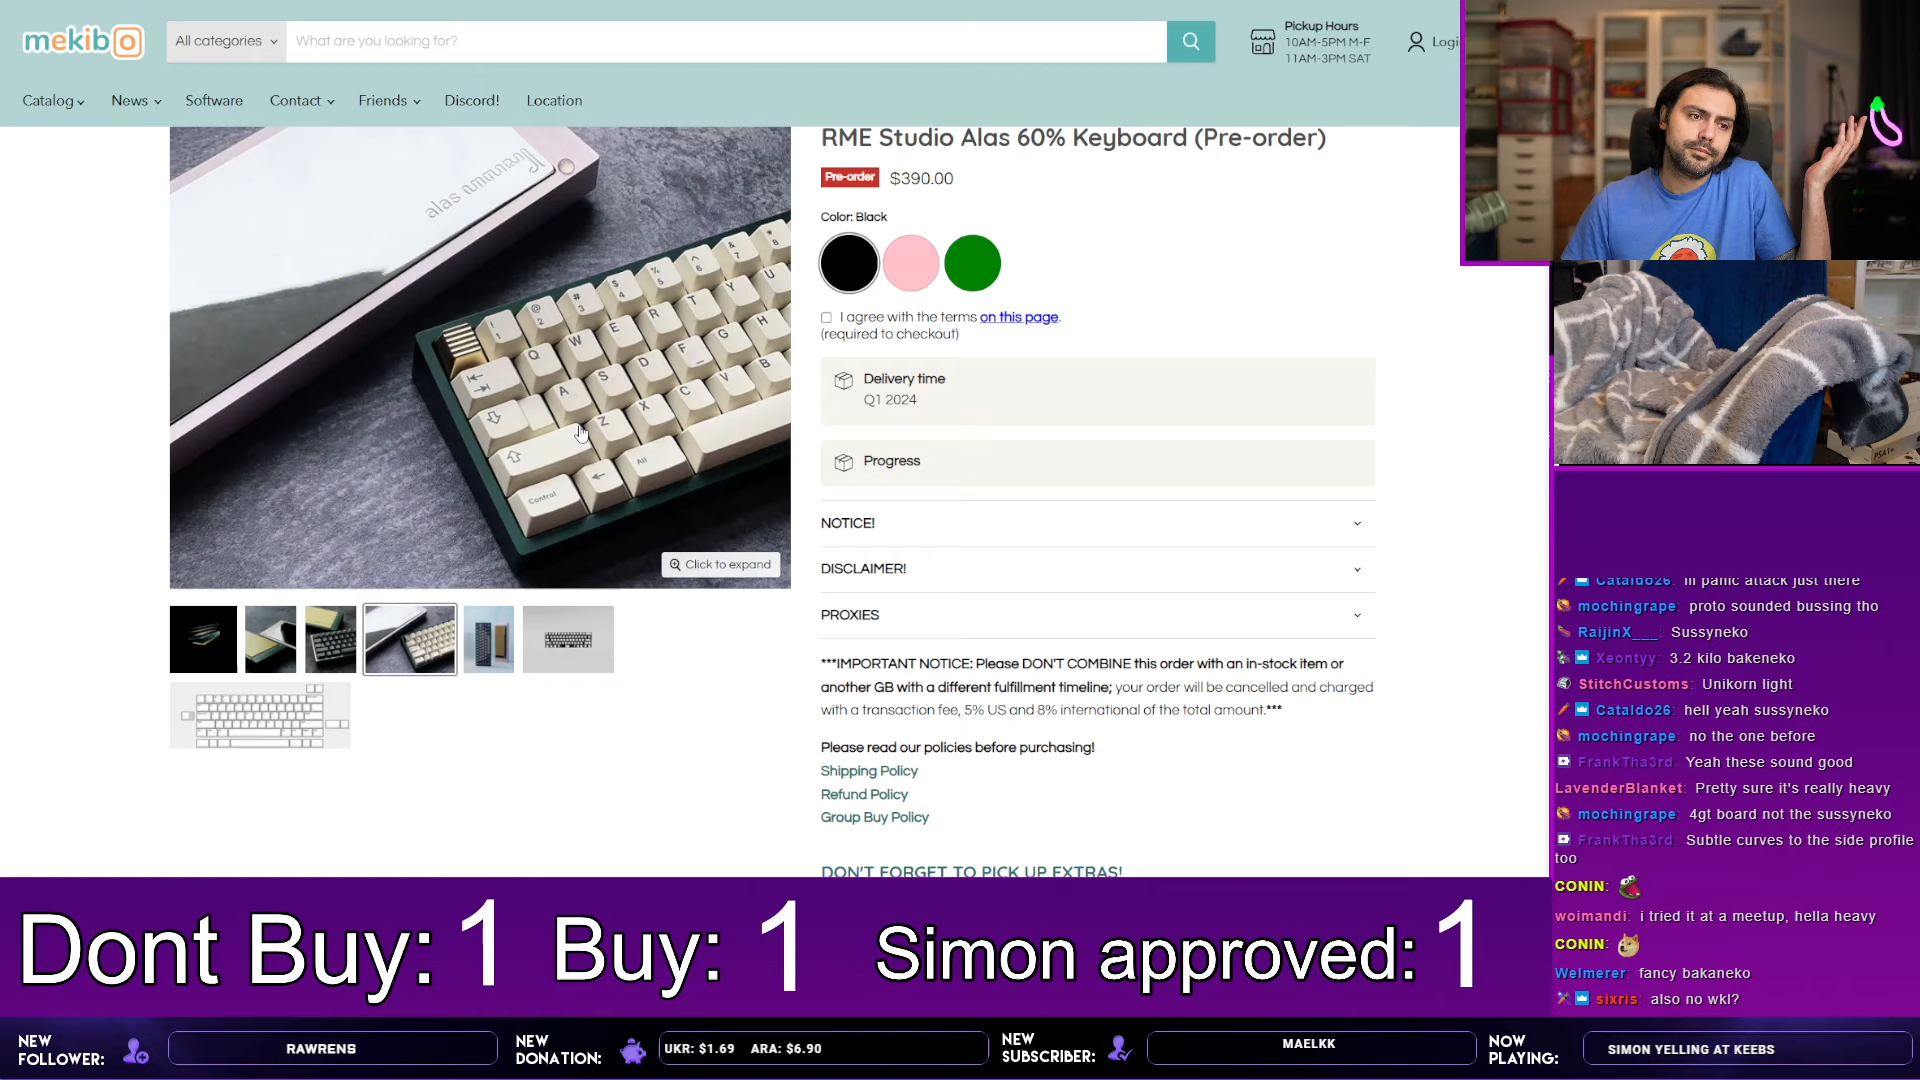 mekibo
All categories
What are you looking for?
Pickup Hours
10AM-5PM M-F
11AM-3PM SAT
Logi
Catalog
News
Software
Contact
Friends
Discord!
Location
RME Studio Alas 60% Keyboard (Pre-order)
Pre-order
$390.00
Color: Black
I agree with the terms on this page.
(required to checkout)
Delivery time
Q1 2024
Progress
NOTICE!
DISCLAIMER!
PROXIES
***IMPORTANT NOTICE: Please DON'T COMBINE this order with an in-stock item or
another GB with a different fulfillment timeline; your order will be cancelled and charged
with a transaction fee, 5% US and 8% international of the total amount.***
Please read our policies before purchasing!
Shipping Policy
Refund Policy
Group Buy Policy
DON'T FORGET TO PICK UP EXTRAS!
alas
Click to expand
Control
Alt
Cataldo26: lil panic attack just there
mochingrape: proto sounded bussing tho
RaijinX___: Sussyneko
Xeontyy: 3.2 kilo bakeneko
StitchCustoms: Unikorn light
Cataldo26: hell yeah sussyneko
mochingrape: no the one before
FrankTha3rd: Yeah these sound good
LavenderBlanket: Pretty sure it's really heavy
mochingrape: 4gt board not the sussyneko
FrankTha3rd: Subtle curves to the side profile
too
CONIN:
woimandi: i tried it at a meetup, hella heavy
CONIN:
Welmerer: fancy bakaneko
sixris: also no wkl?
Dont Buy: 1 Buy: 1 Simon approved: 1
NEW
FOLLOWER:
RAWRENS
NEW
DONATION:
UKR: $1.69 ARA: $6.90
NEW
SUBSCRIBER:
MAELKK
NOW
PLAYING:
SIMON YELLING AT KEEBS